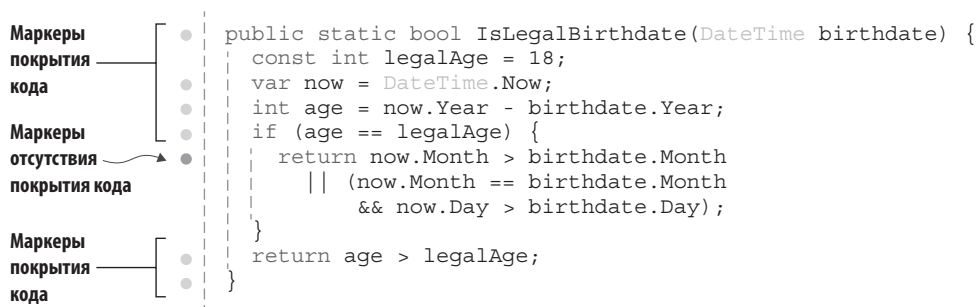 Маркеры
покрытия
кода
Маркеры
отсутствия
покрытия кода
Маркеры
покрытия
кода
public static bool IsLegalBirthdate(DateTime birthdate) {
const int legalAge = 18;
var now = DateTime.Now;
int age = now.Year - birthdate.Year;
if (age == legalAge) {
return now.Month > birthdate.Month
|| (now.Month == birthdate.Month
&& now.Day > birthdate.Day);
}
return age > legalAge;
}